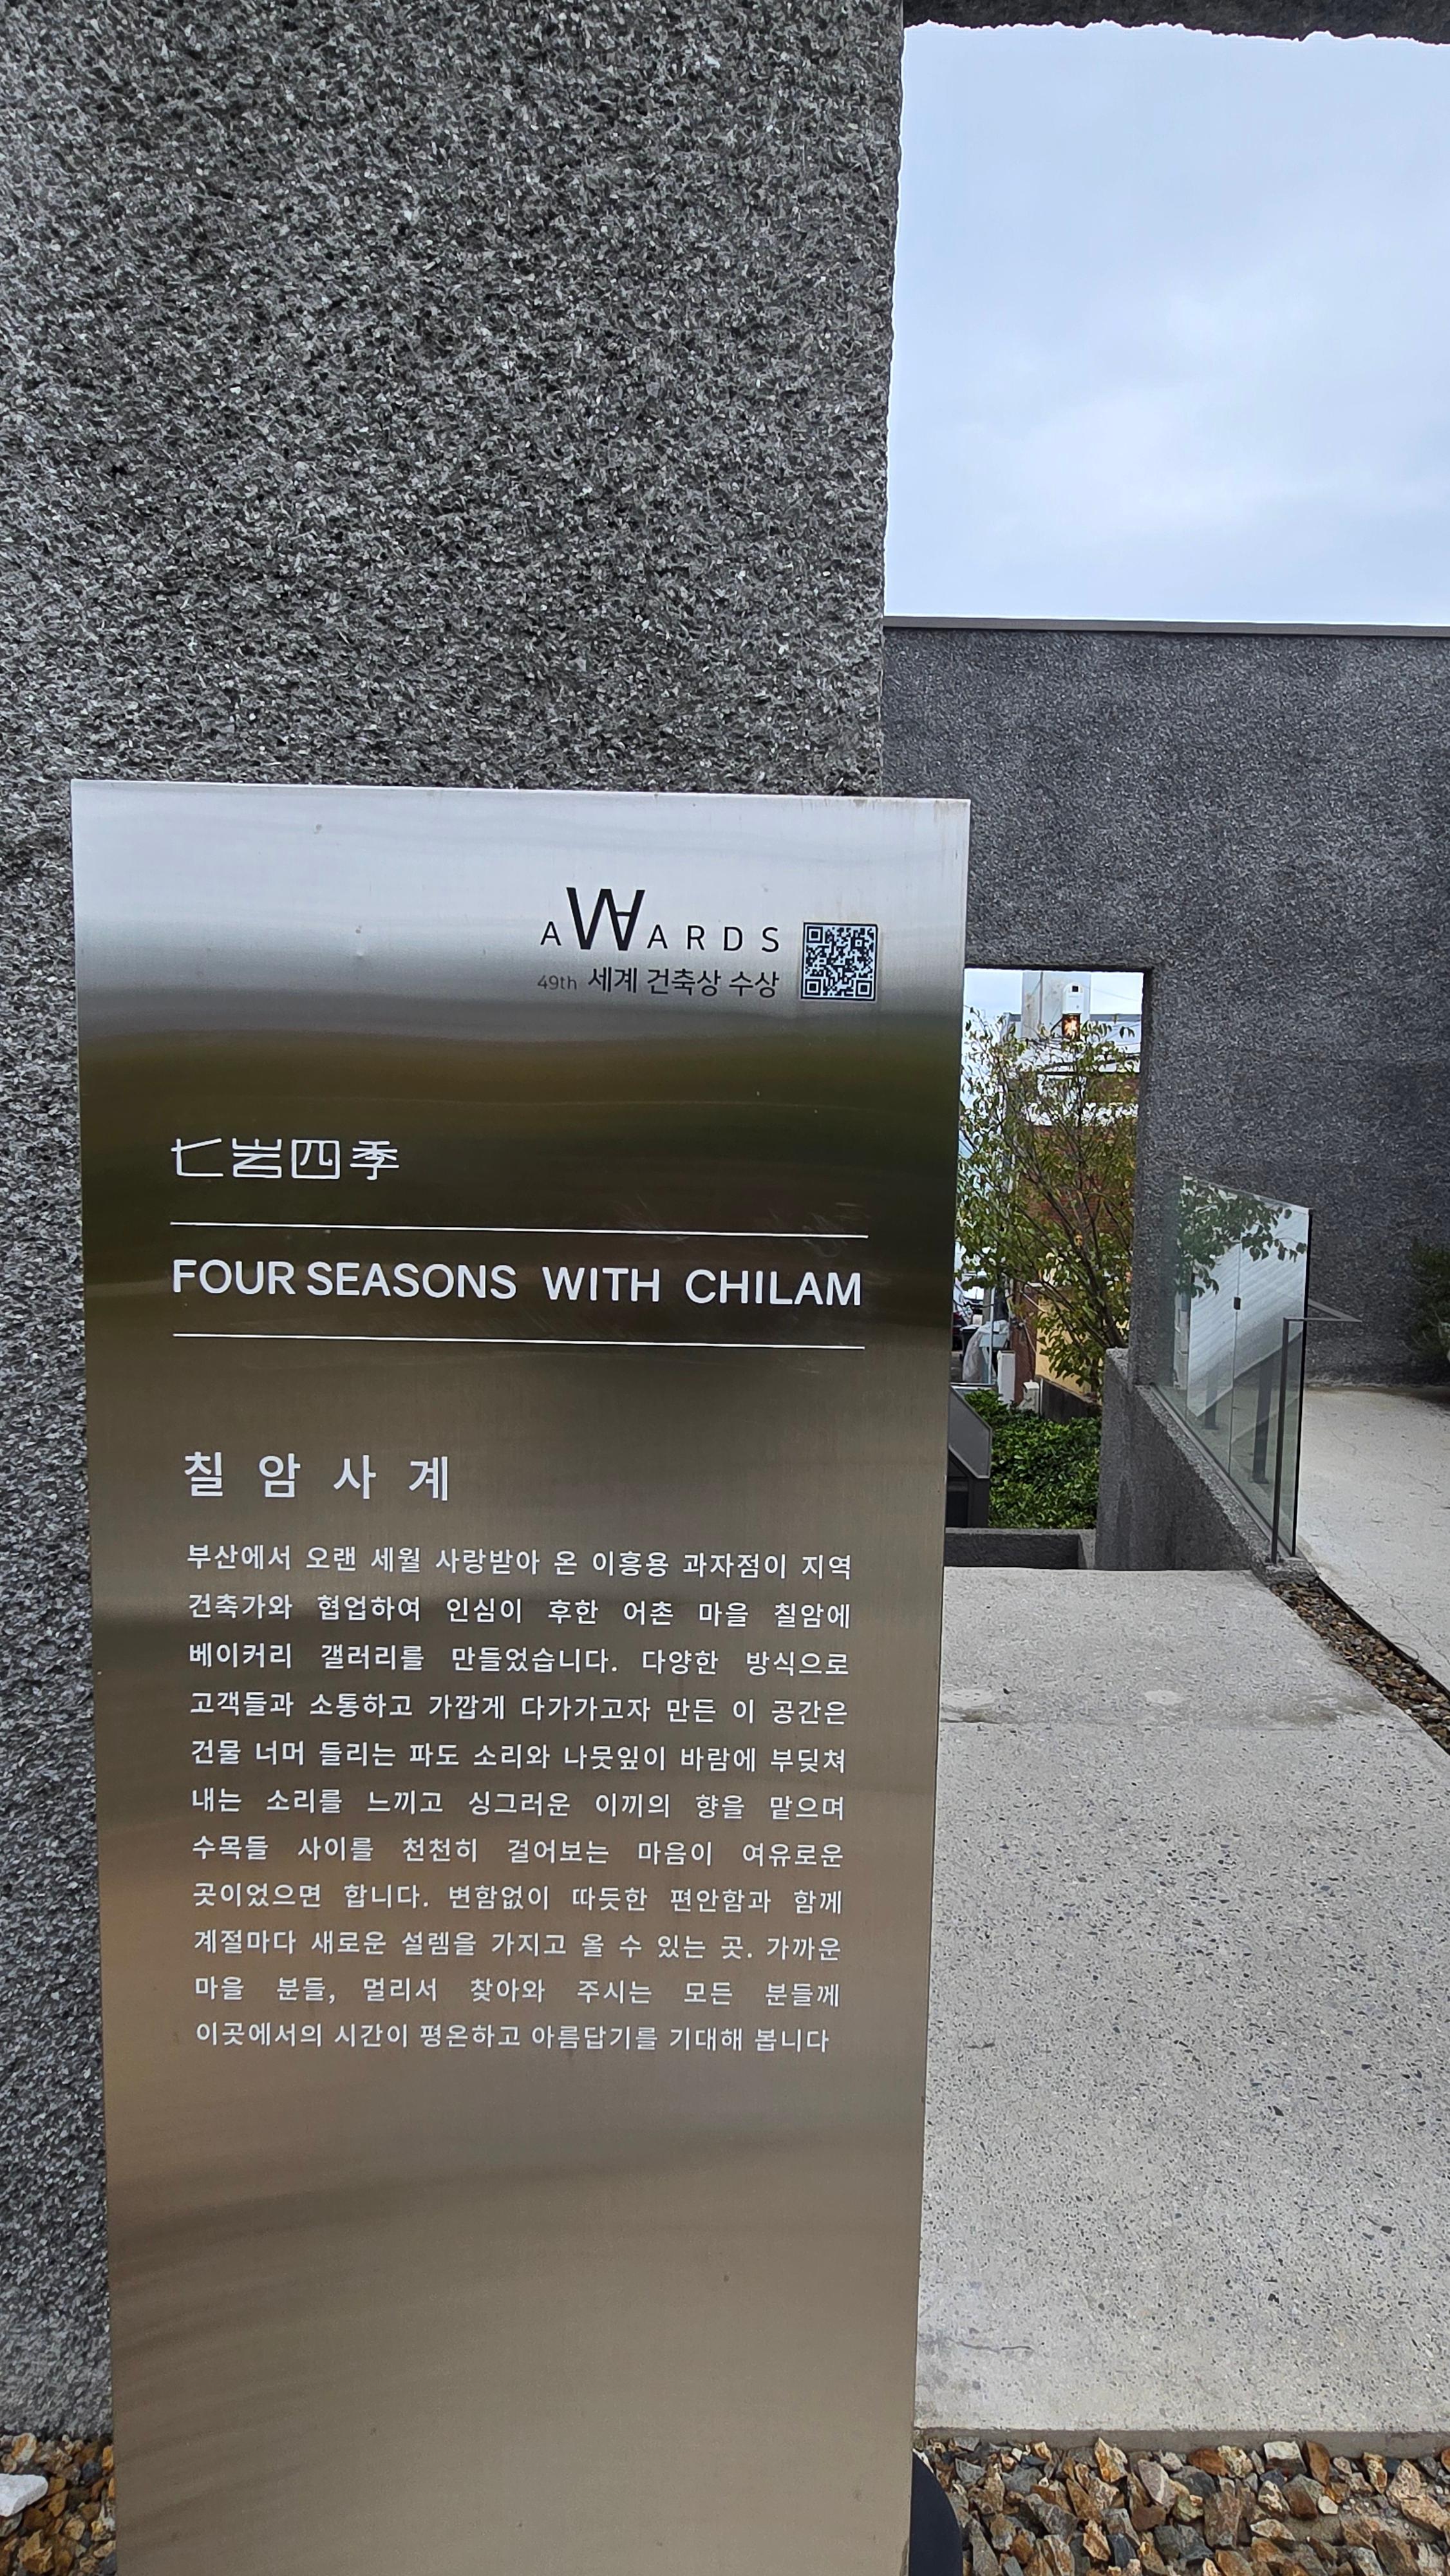 AWARDS
49th 세계 건축상 수상
七岩四季
FOUR SEASONS WITH CHILAM
칠암사계
부산에서 오랜 세월 사랑받아 온 이흥용 과자점이 지역
건축가와 협업하여 인심이 후한 어촌 마을 칠암에
베이커리 갤러리를 만들었습니다. 다양한 방식으로
고객들과 소통하고 가깝게 다가가고자 만든 이 공간은
건물 너머 들리는 파도 소리와 나뭇잎이 바람에 부딪쳐
내는 소리를 느끼고 싱그러운 이끼의 향을 맡으며
수목들 사이를 천천히 걸어보는 마음이 여유로운
곳이었으면 합니다. 변함없이 따듯한 편안함과 함께
계절마다 새로운 설렘을 가지고 올 수 있는 곳. 가까운
마을 분들, 멀리서 찾아와 주시는 모든 분들께
이곳에서의 시간이 평온하고 아름답기를 기대해 봅니다